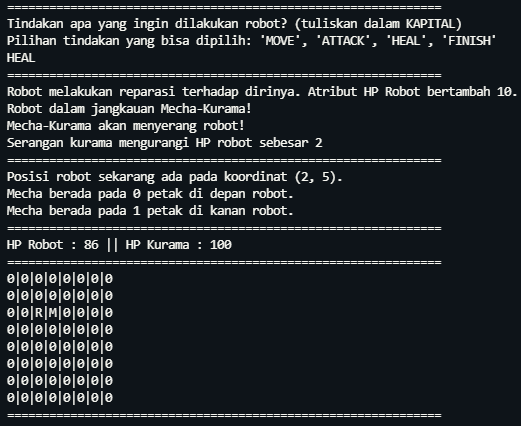 ==============================================================
Tindakan apa yang ingin dilakukan robot? (tuliskan dalam KAPITAL)
Pilihan tindakan yang bisa dipilih: 'MOVE', 'ATTACK', 'HEAL', 'FINISH'
HEAL
==============================================================
Robot melakukan reparasi terhadap dirinya. Atribut HP Robot bertambah 10.
Robot dalam jangkauan Mecha-Kurama!
Mecha-Kurama akan menyerang robot!
Serangan kurama mengurangi HP robot sebesar 2
==============================================================
Posisi robot sekarang ada pada koordinat (2, 5).
Mecha berada pada 0 petak di depan robot.
Mecha berada pada 1 petak di kanan robot.
==============================================================
HP Robot : 86 || HP Kurama : 100
==============================================================
0|0|0|0|0|0|0|0
0|0|0|0|0|0|0|0
0|0|R|M|0|0|0|0
0|0|0|0|0|0|0|0
0|0|0|0|0|0|0|0
0|0|0|0|0|0|0|0
0|0|0|0|0|0|0|0
0|0|0|0|0|0|0|0
==============================================================